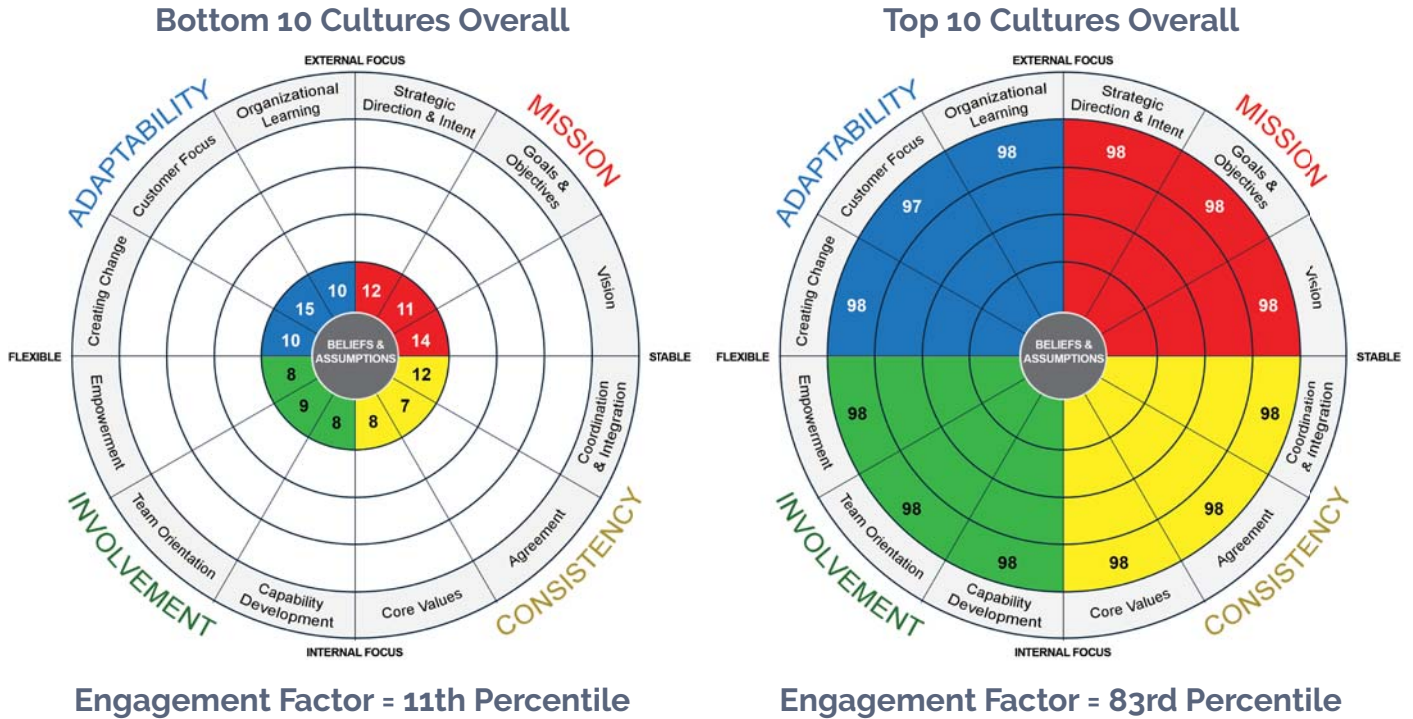 Bottom 10 Cultures Overall
EXTERNAL FOCUS
ADAPTABILITY
MISSION
Organizational
Learning
Strategic
Direction & Intent
Customer Focus
Goals &
Objectives
Creating Change
Vision
10
12
15
11
10
14
BELIEFS &
ASSUMPTIONS
FLEXIBLE
STABLE
8
12
9
7
8
8
Empowerment
Coordination
& Integration
Team Orientation
Agreement
Capability
Development
Core Values
INVOLVEMENT
CONSISTENCY
INTERNAL FOCUS
Engagement Factor = 11th Percentile
Top 10 Cultures Overall
EXTERNAL FOCUS
ADAPTABILITY
MISSION
Organizational
Learning
Strategic
Direction & Intent
Customer Focus
Goals &
Objectives
Creating Change
Vision
98
98
97
98
98
98
BELIEFS &
ASSUMPTIONS
FLEXIBLE
STABLE
98
98
98
98
98
98
Empowerment
Coordination
& Integration
Team Orientation
Agreement
Capability
Development
Core Values
INVOLVEMENT
CONSISTENCY
INTERNAL FOCUS
Engagement Factor = 83rd Percentile